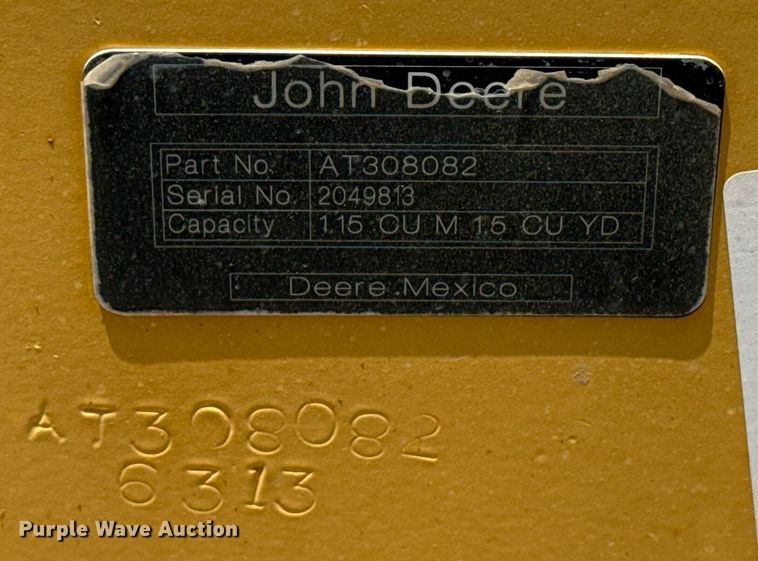 John Deere
Part No. AT308082
Serial No. 2049813
Capacity 1.15 CU M 1.5 CU YD
Deere Mexico
AT308082
6313
Purple Wave Auction